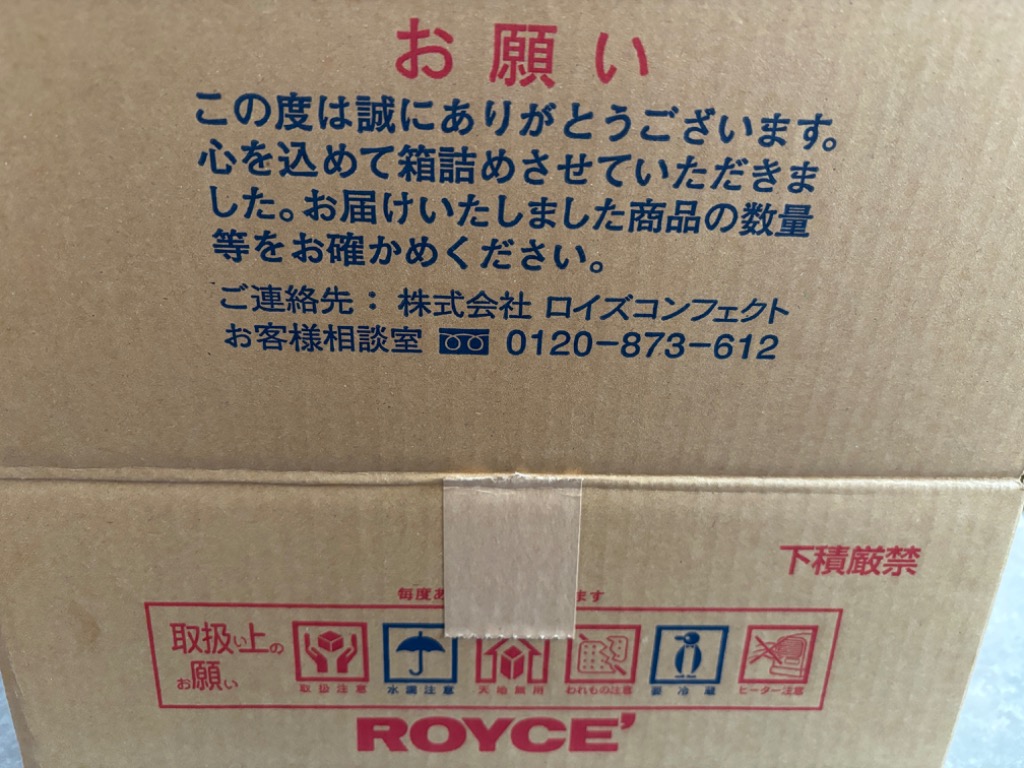 お願い
この度は誠にありがとうございます。
心を込めて箱詰めさせていただきま
した。お届けいたしました商品の数量
等をお確かめください。
ご連絡先：株式会社 ロイズコンフェクト
お客様相談室 0120-873-612
下積厳禁
毎度あ ます
取扱い上の
お願い
取扱注意 水濡注意 天地無用 われもの注意 要冷蔵 ヒーター注意
ROYCE'